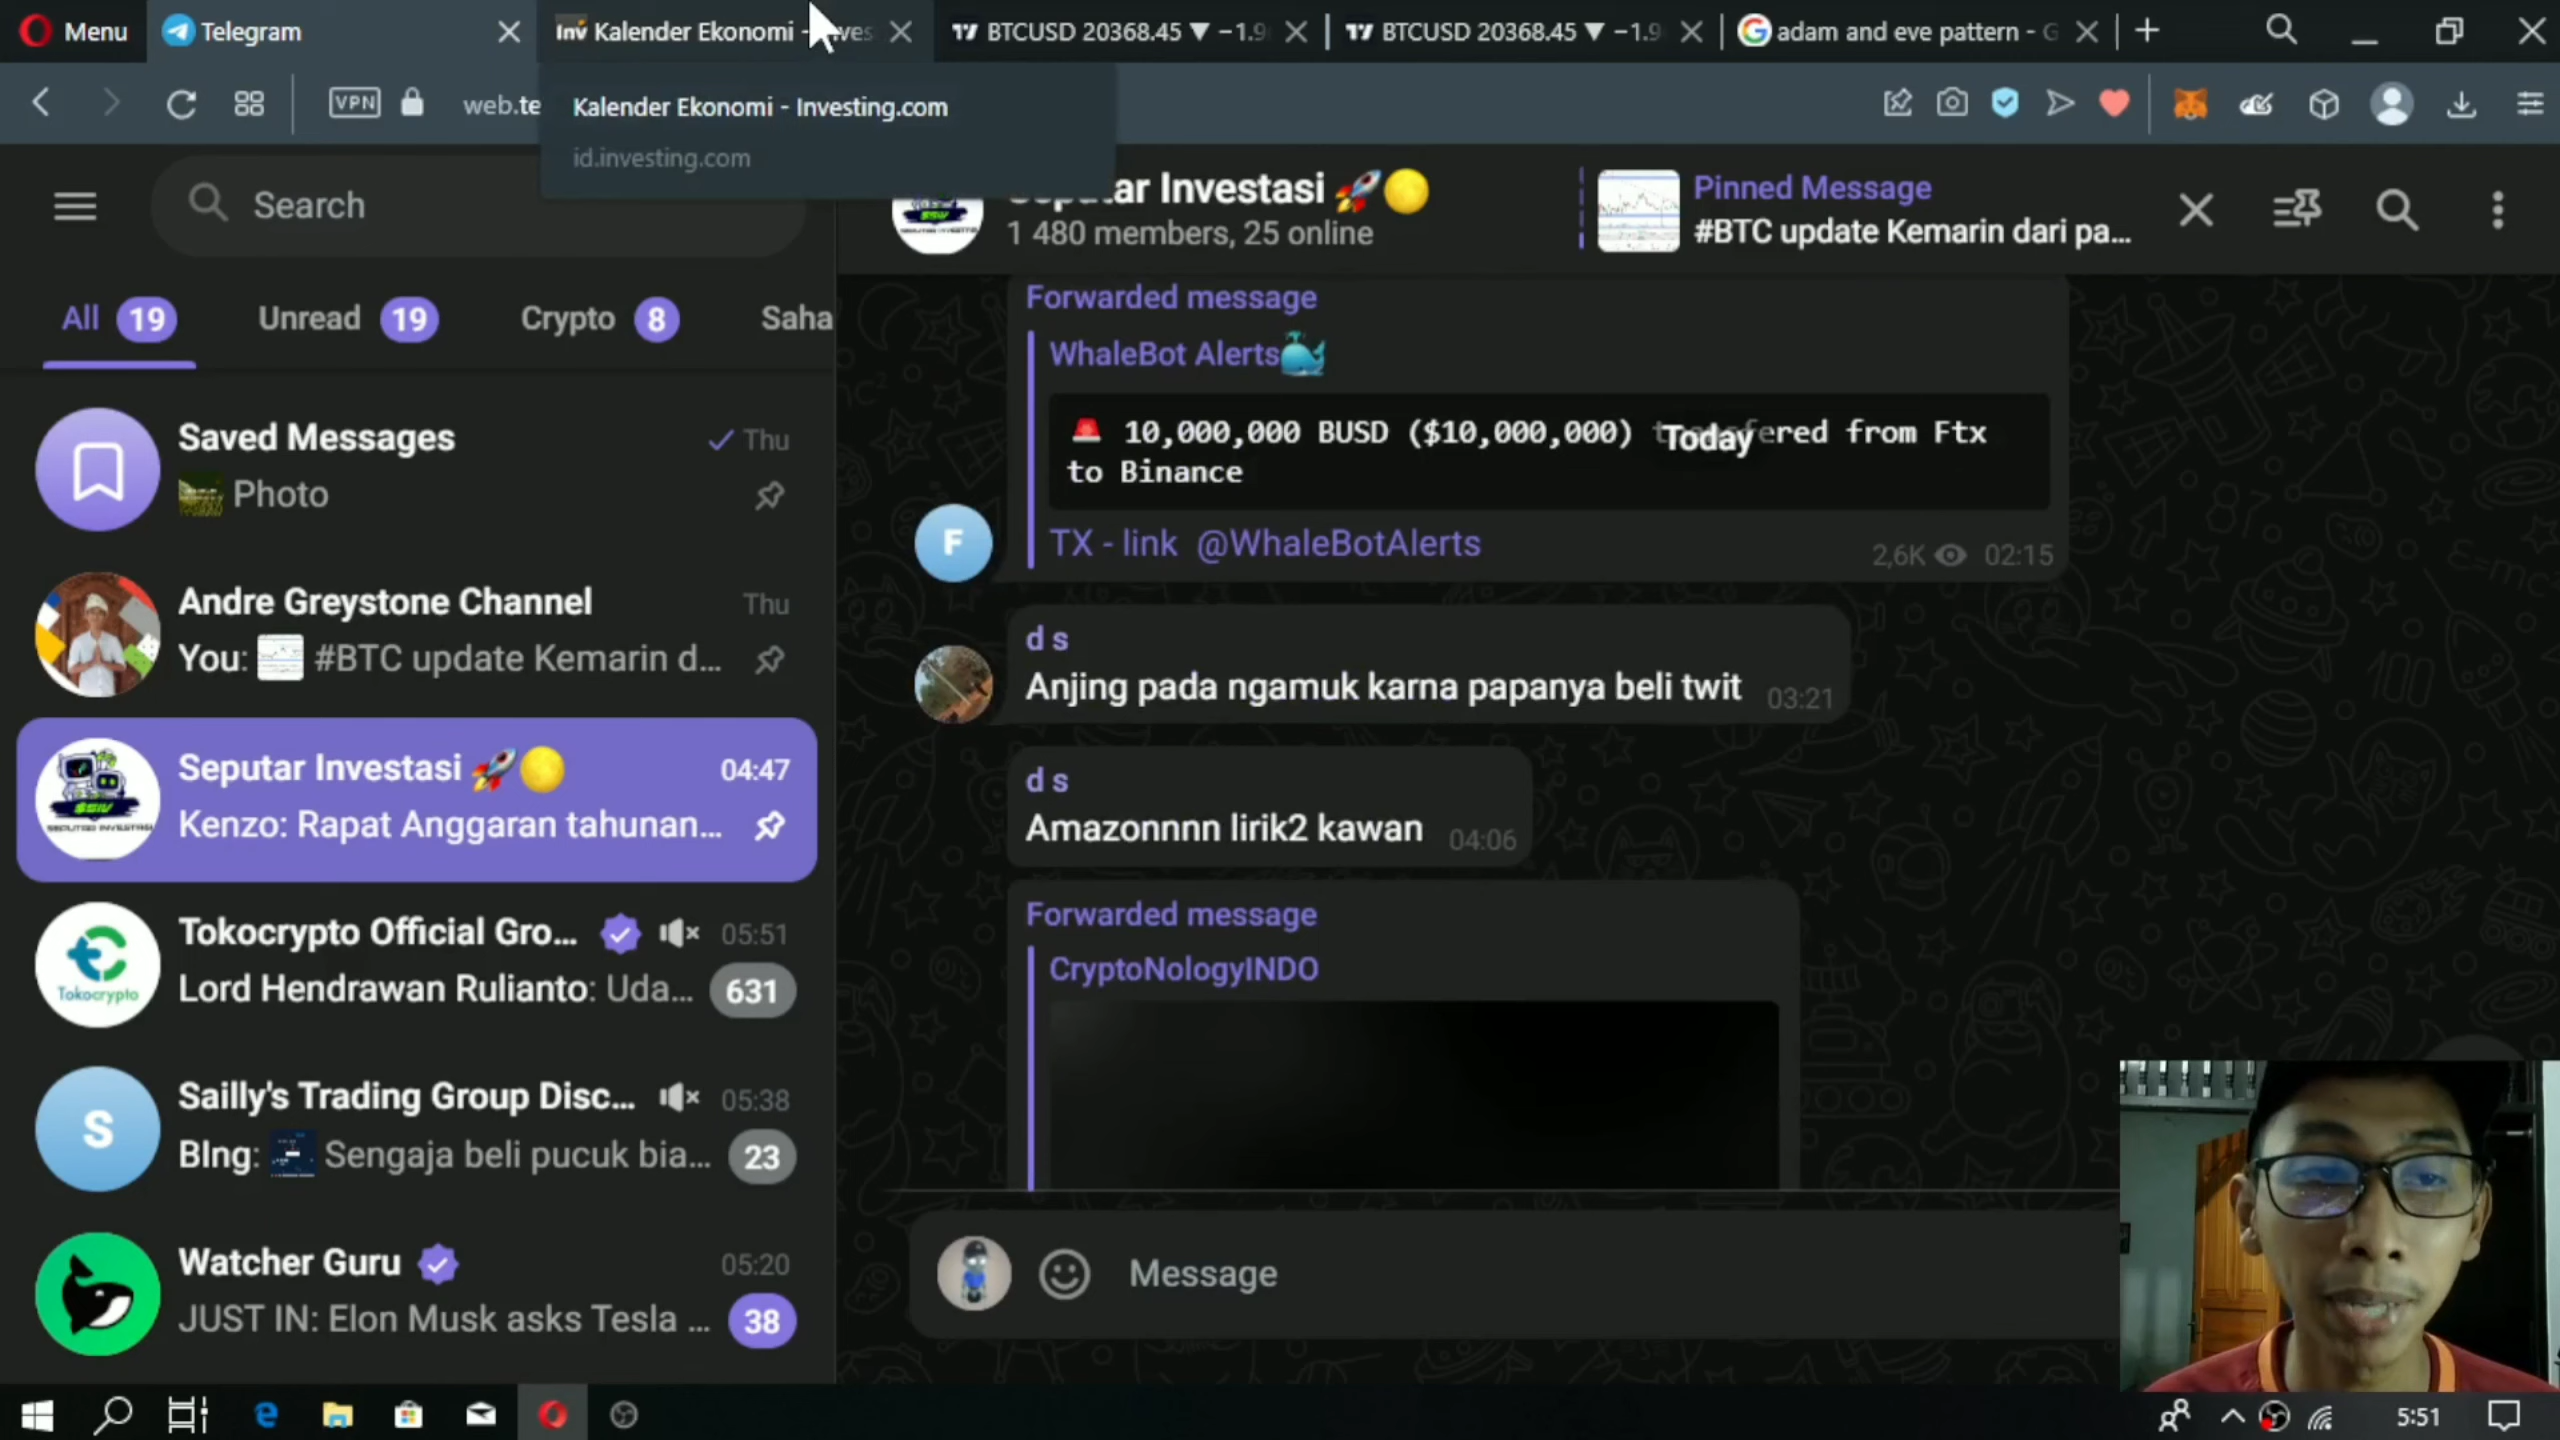 Menu
Telegram
Kalender Ekonomi -
BTCUSD 20368.45 ▼ −1.9
BTCUSD 20368.45 ▼ −1.9
adam and eve pattern - G
VPN
web.te
Kalender Ekonomi - Investing.com
id.investing.com
Search
ar Investasi 🚀🌕
1 480 members, 25 online
Pinned Message
#BTC update Kemarin dari pa...
All 19
Unread 19
Crypto 8
Saha
Saved Messages
Thu
Photo
Andre Greystone Channel
Thu
You: #BTC update Kemarin d...
Seputar Investasi 🚀🌕
04:47
Kenzo: Rapat Anggaran tahunan...
Tokocrypto
Tokocrypto Official Gro...
05:51
Lord Hendrawan Rulianto: Uda...
631
S
Sailly's Trading Group Disc...
05:38
BIng: Sengaja beli pucuk bia...
23
Watcher Guru
05:20
JUST IN: Elon Musk asks Tesla ...
38
Forwarded message
WhaleBot Alerts🐳
🚨 10,000,000 BUSD ($10,000,000) ered from Ftx
Today
to Binance
TX - link @WhaleBotAlerts
2,6K 02:15
F
d s
Anjing pada ngamuk karna papanya beli twit 03:21
d s
Amazonnnn lirik2 kawan 04:06
Forwarded message
CryptoNologyINDO
Message
5:51